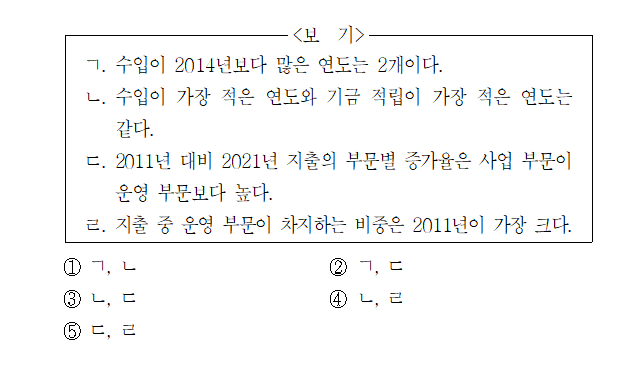 <보 기>
ㄱ. 수입이 2014년보다 많은 연도는 2개이다.
ㄴ. 수입이 가장 적은 연도와 기금 적립이 가장 적은 연도는
같다.
ㄷ. 2011년 대비 2021년 지출의 부문별 증가율은 사업 부문이
운영 부문보다 높다.
ㄹ. 지출 중 운영 부문이 차지하는 비중은 2011년이 가장 크다.
① ㄱ, ㄴ ② ㄱ, ㄷ
③ ㄴ, ㄷ ④ ㄴ, ㄹ
⑤ ㄷ, ㄹ